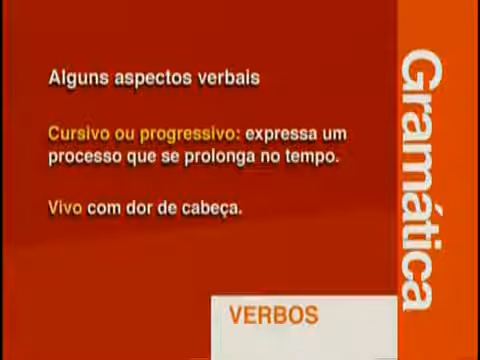 Alguns aspectos verbais
Cursivo ou progressivo: expressa um
processo que se prolonga no tempo.
Vivo com dor de cabeça.
VERBOS
Gramática